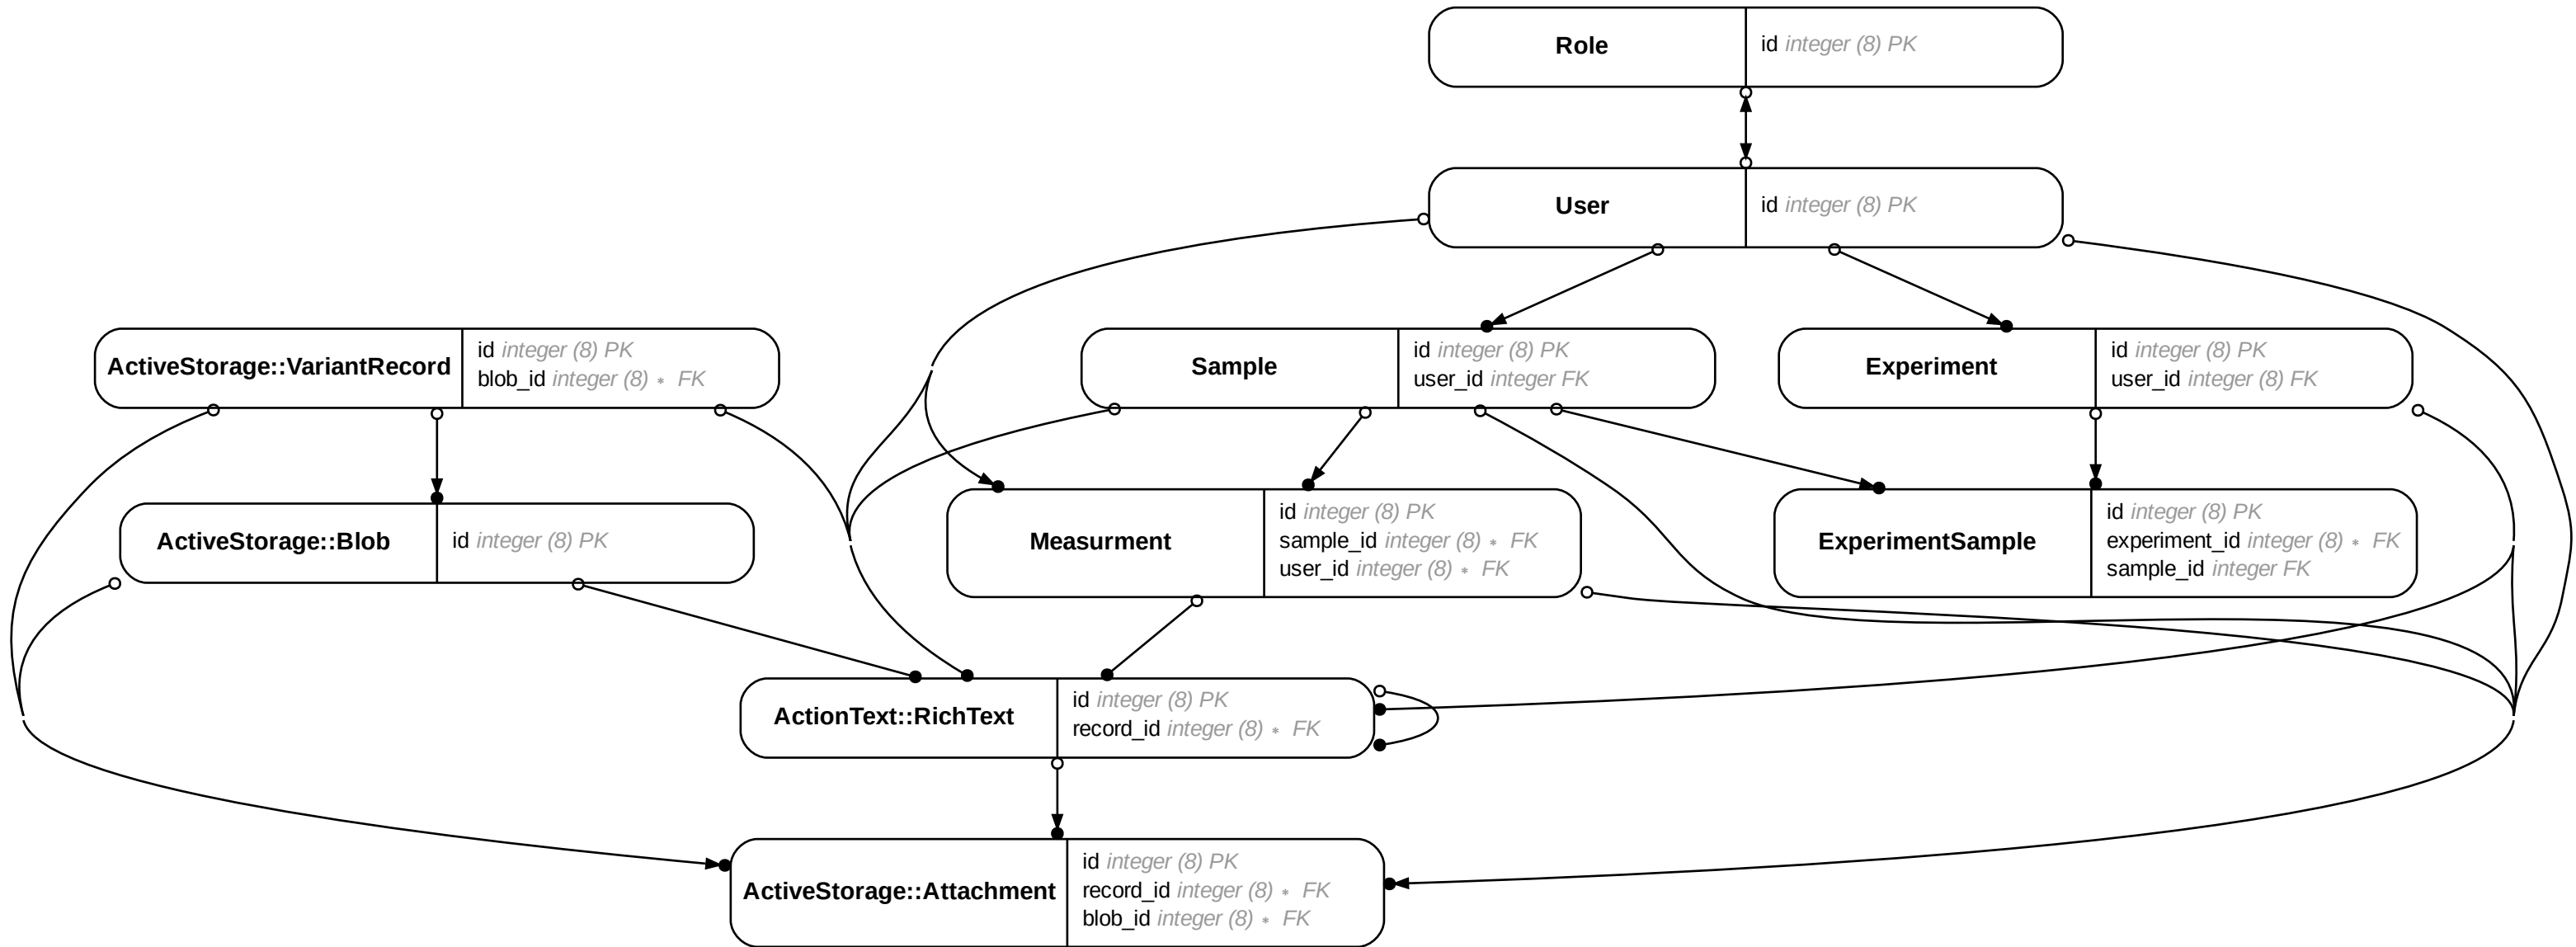 Role
id integer (8) PK
User
id integer (8) PK
ActiveStorage::VariantRecord
id integer (8) PK
blob_id integer (8) * FK
Sample
id integer (8) PK
user_id integer FK
Experiment
id integer (8) PK
user_id integer (8) FK
ActiveStorage::Blob
id integer (8) PK
Measurment
id integer (8) PK
sample_id integer (8) * FK
user_id integer (8) * FK
ExperimentSample
id integer (8) PK
experiment_id integer (8) * FK
sample_id integer FK
ActionText::RichText
id integer (8) PK
record_id integer (8) * FK
ActiveStorage::Attachment
id integer (8) PK
record_id integer (8) * FK
blob_id integer (8) * FK